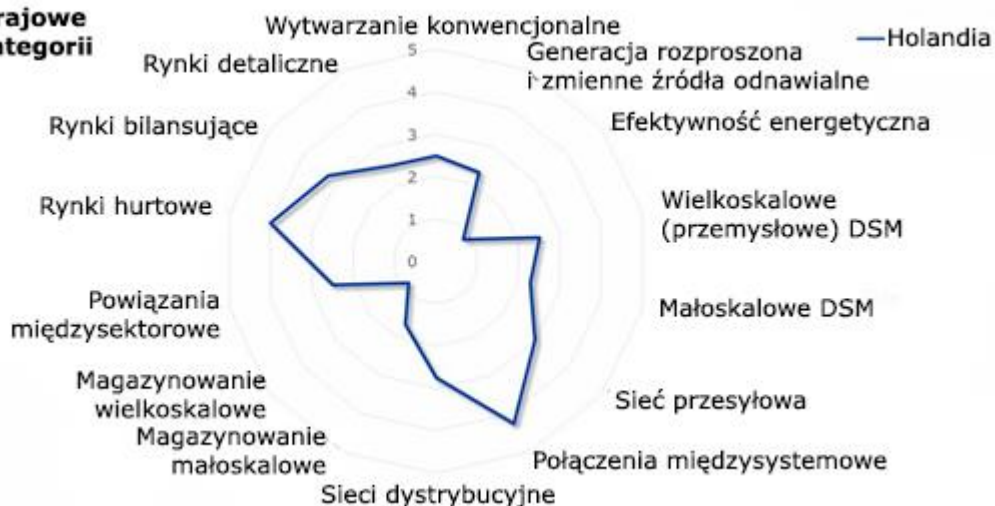 rajowe
ategorii
Wytwarzanie konwencjonalne
Generacja rozproszona
i zmienne źródła odnawialne
Holandia
Efektywność energetyczna
Wielkoskalowe
(przemysłowe) DSM
Małoskalowe DSM
Sieć przesyłowa
Połączenia międzysystemowe
Sieci dystrybucyjne
Magazynowanie
małoskalowe
Magazynowanie
wielkoskalowe
Powiązania
międzysektorowe
Rynki hurtowe
Rynki bilansujące
Rynki detaliczne
5
4
3
2
1
0